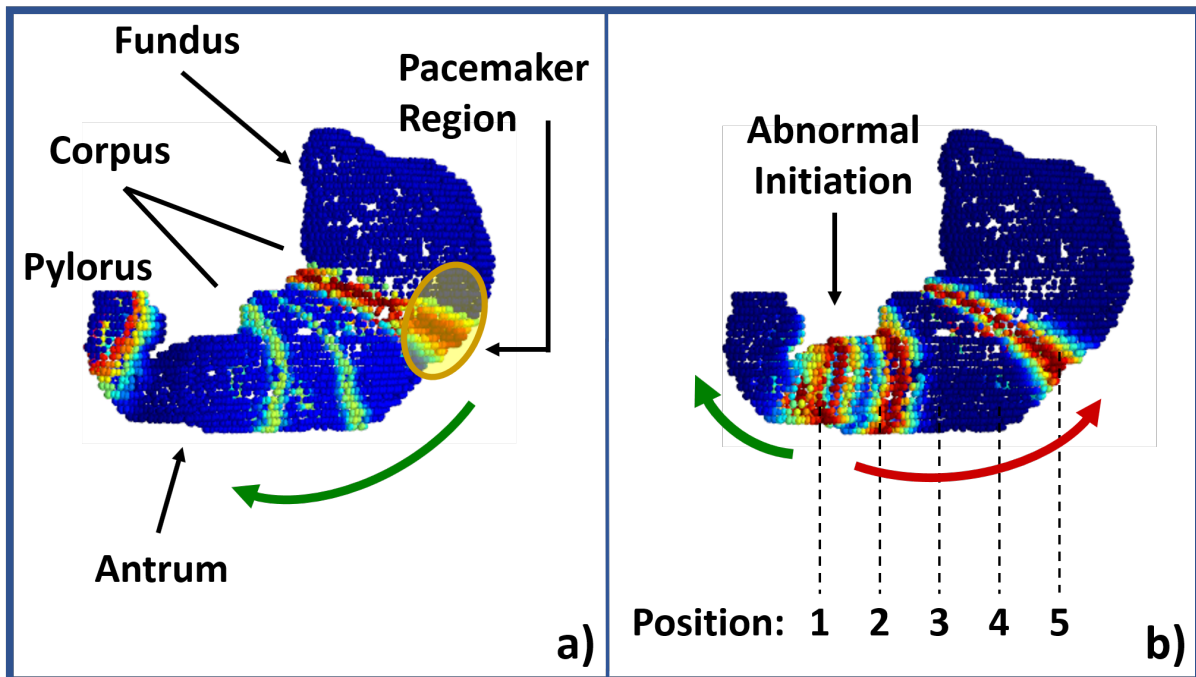 Fundus
Pacemaker
Region
Corpus
Pylorus
Antrum
a)
Abnormal
Initiation
Position: 1 2 3 4 5
b)